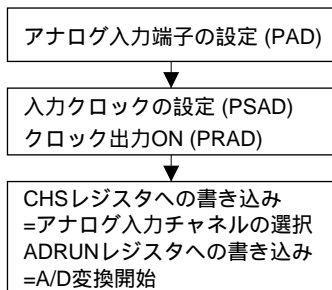 アナログ入力端子の設定 (PAD)
入力クロックの設定 (PSAD)
クロック出力ON (PRAD)
CHSレジスタへの書き込み
=アナログ入力チャネルの選択
ADRUNレジスタへの書き込み
=A/D変換開始